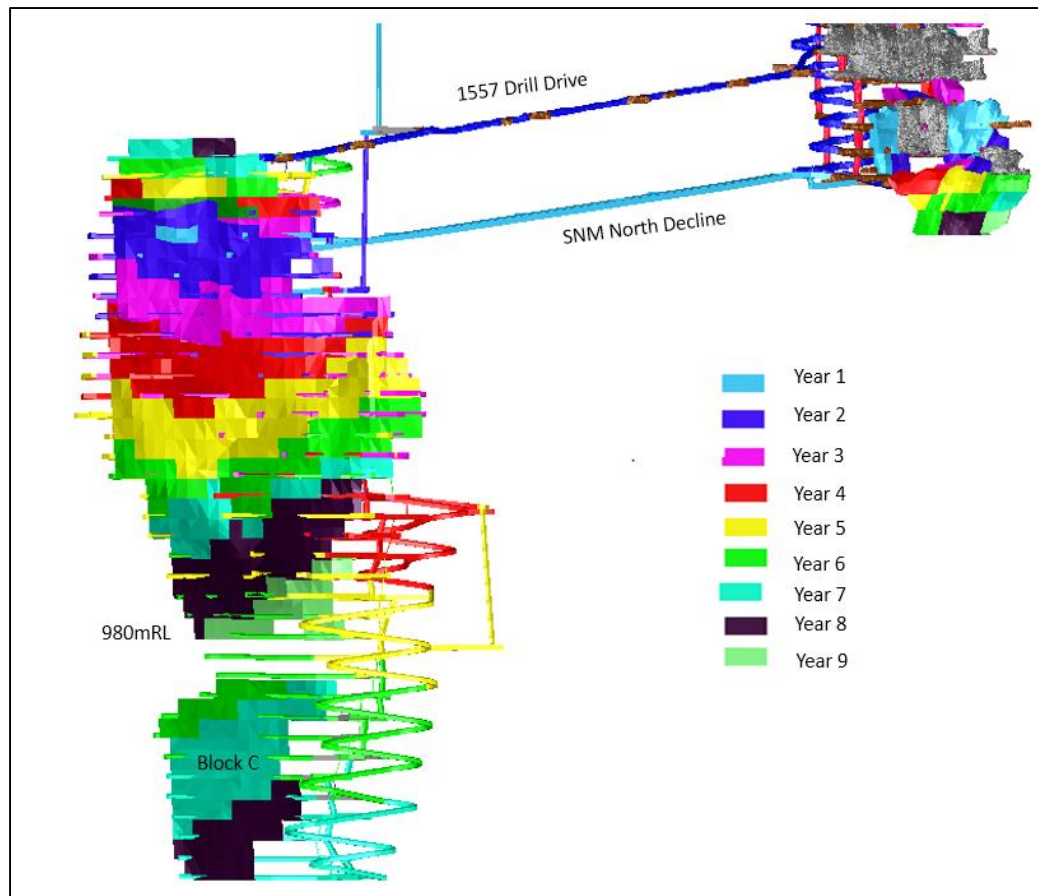 1557 Drill Drive
SNM North Decline
Year 1
Year 2
Year 3
Year 4
Year 5
Year 6
Year 7
Year 8
Year 9
980mRL
Block C